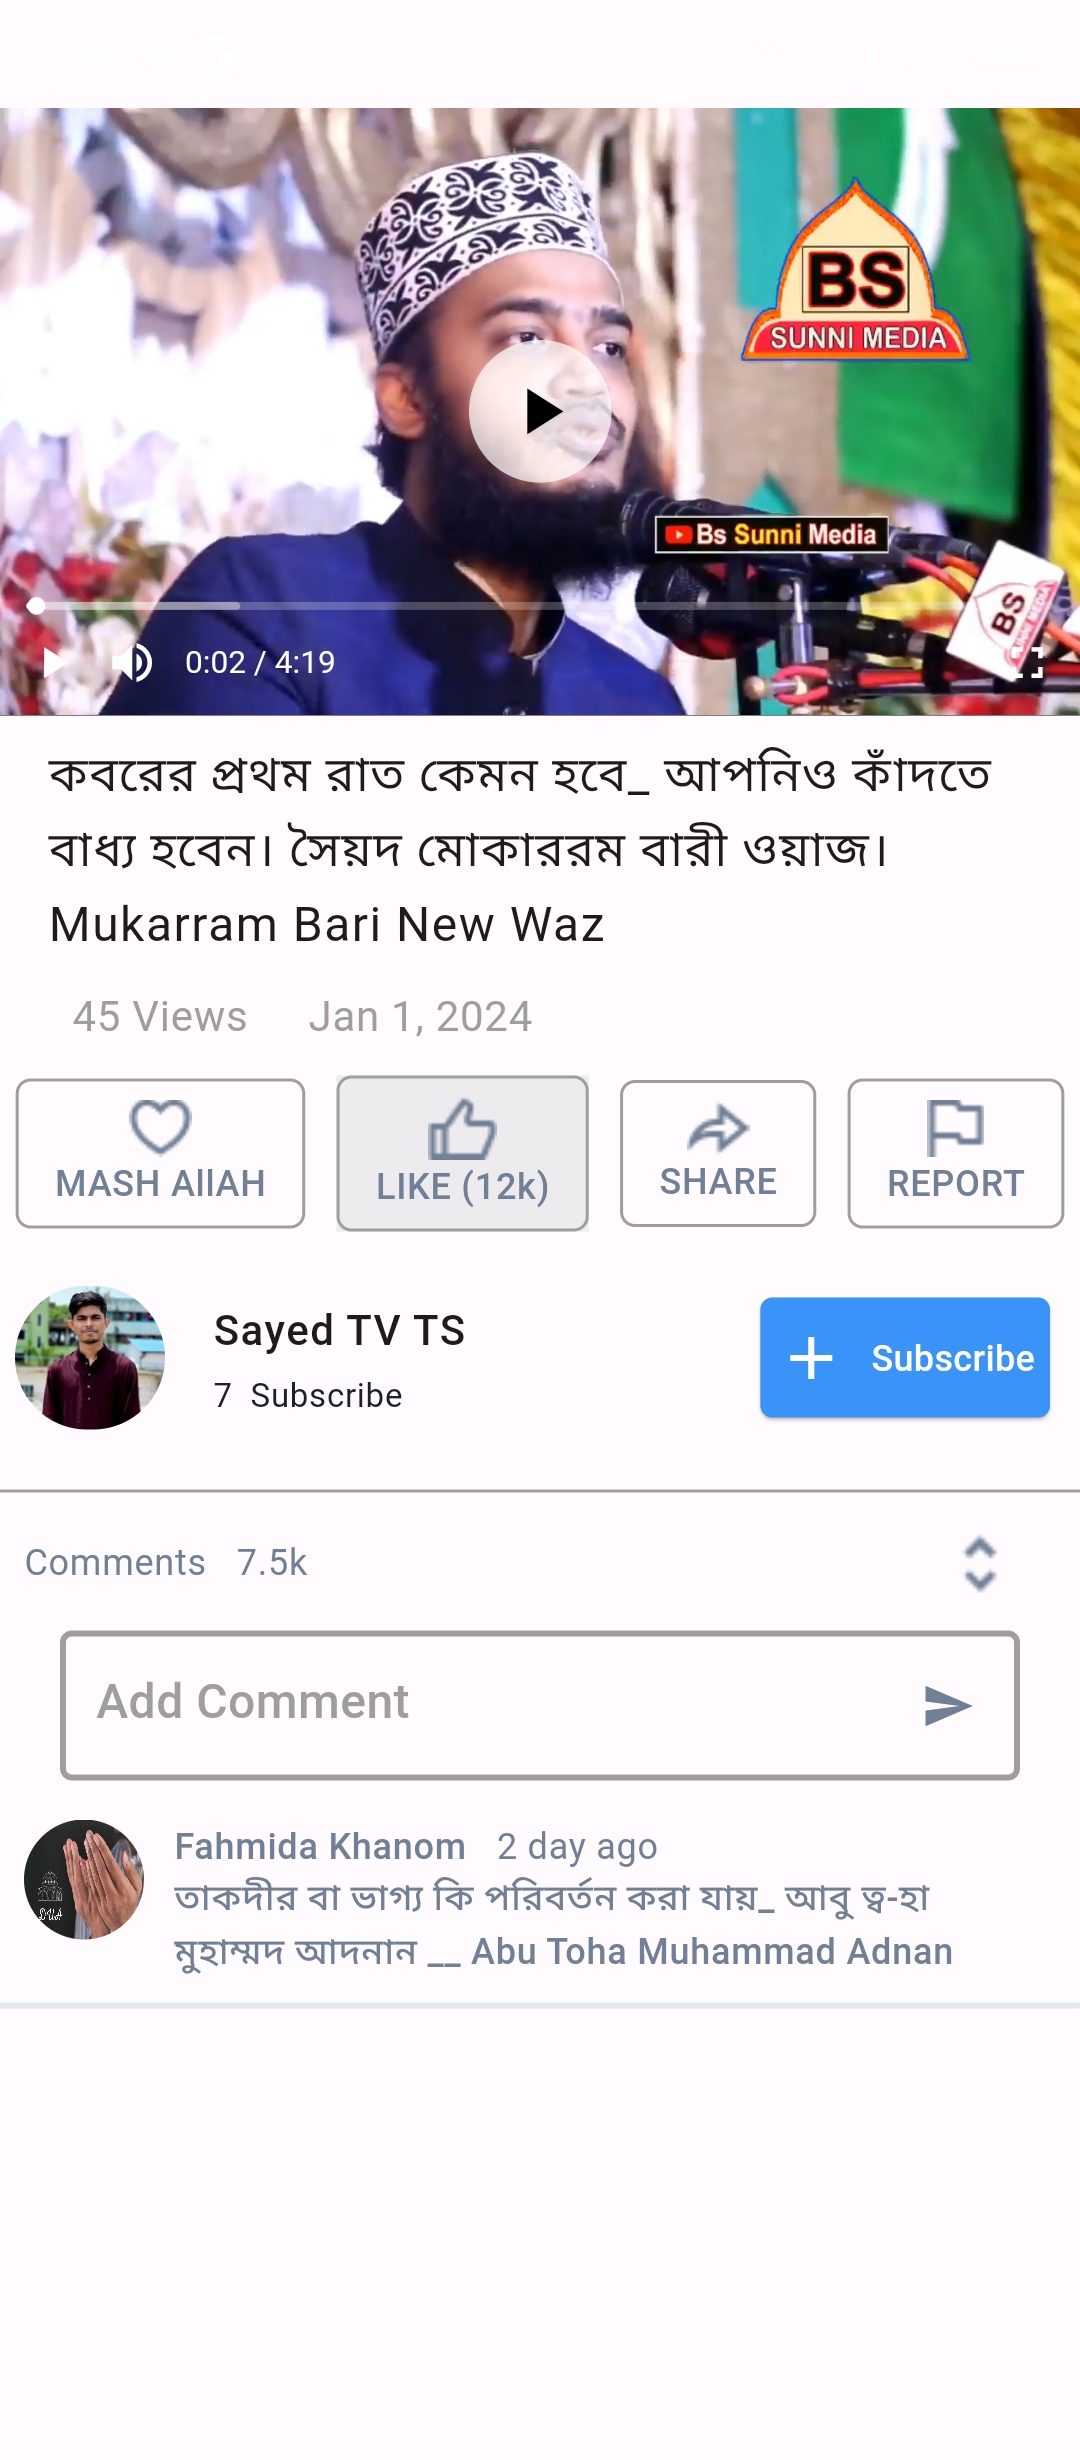 BS
SUNNI MEDIA
Bs Sunni Media
BS
0:02 / 4:19
কবরের প্রথম রাত কেমন হবে_ আপনিও কাঁদতে
বাধ্য হবেন। সৈয়দ মোকাররম বারী ওয়াজ।
Mukarram Bari New Waz
45 Views Jan 1, 2024
MASH AllAH
LIKE (12k)
SHARE
REPORT
Sayed TV TS
7 Subscribe
Subscribe
Comments 7.5k
Add Comment
Fahmida Khanom 2 day ago
তাকদীর বা ভাগ্য কি পরিবর্তন করা যায়_ আবু ত্ব-হা
মুহাম্মদ আদনান __ Abu Toha Muhammad Adnan
DUA